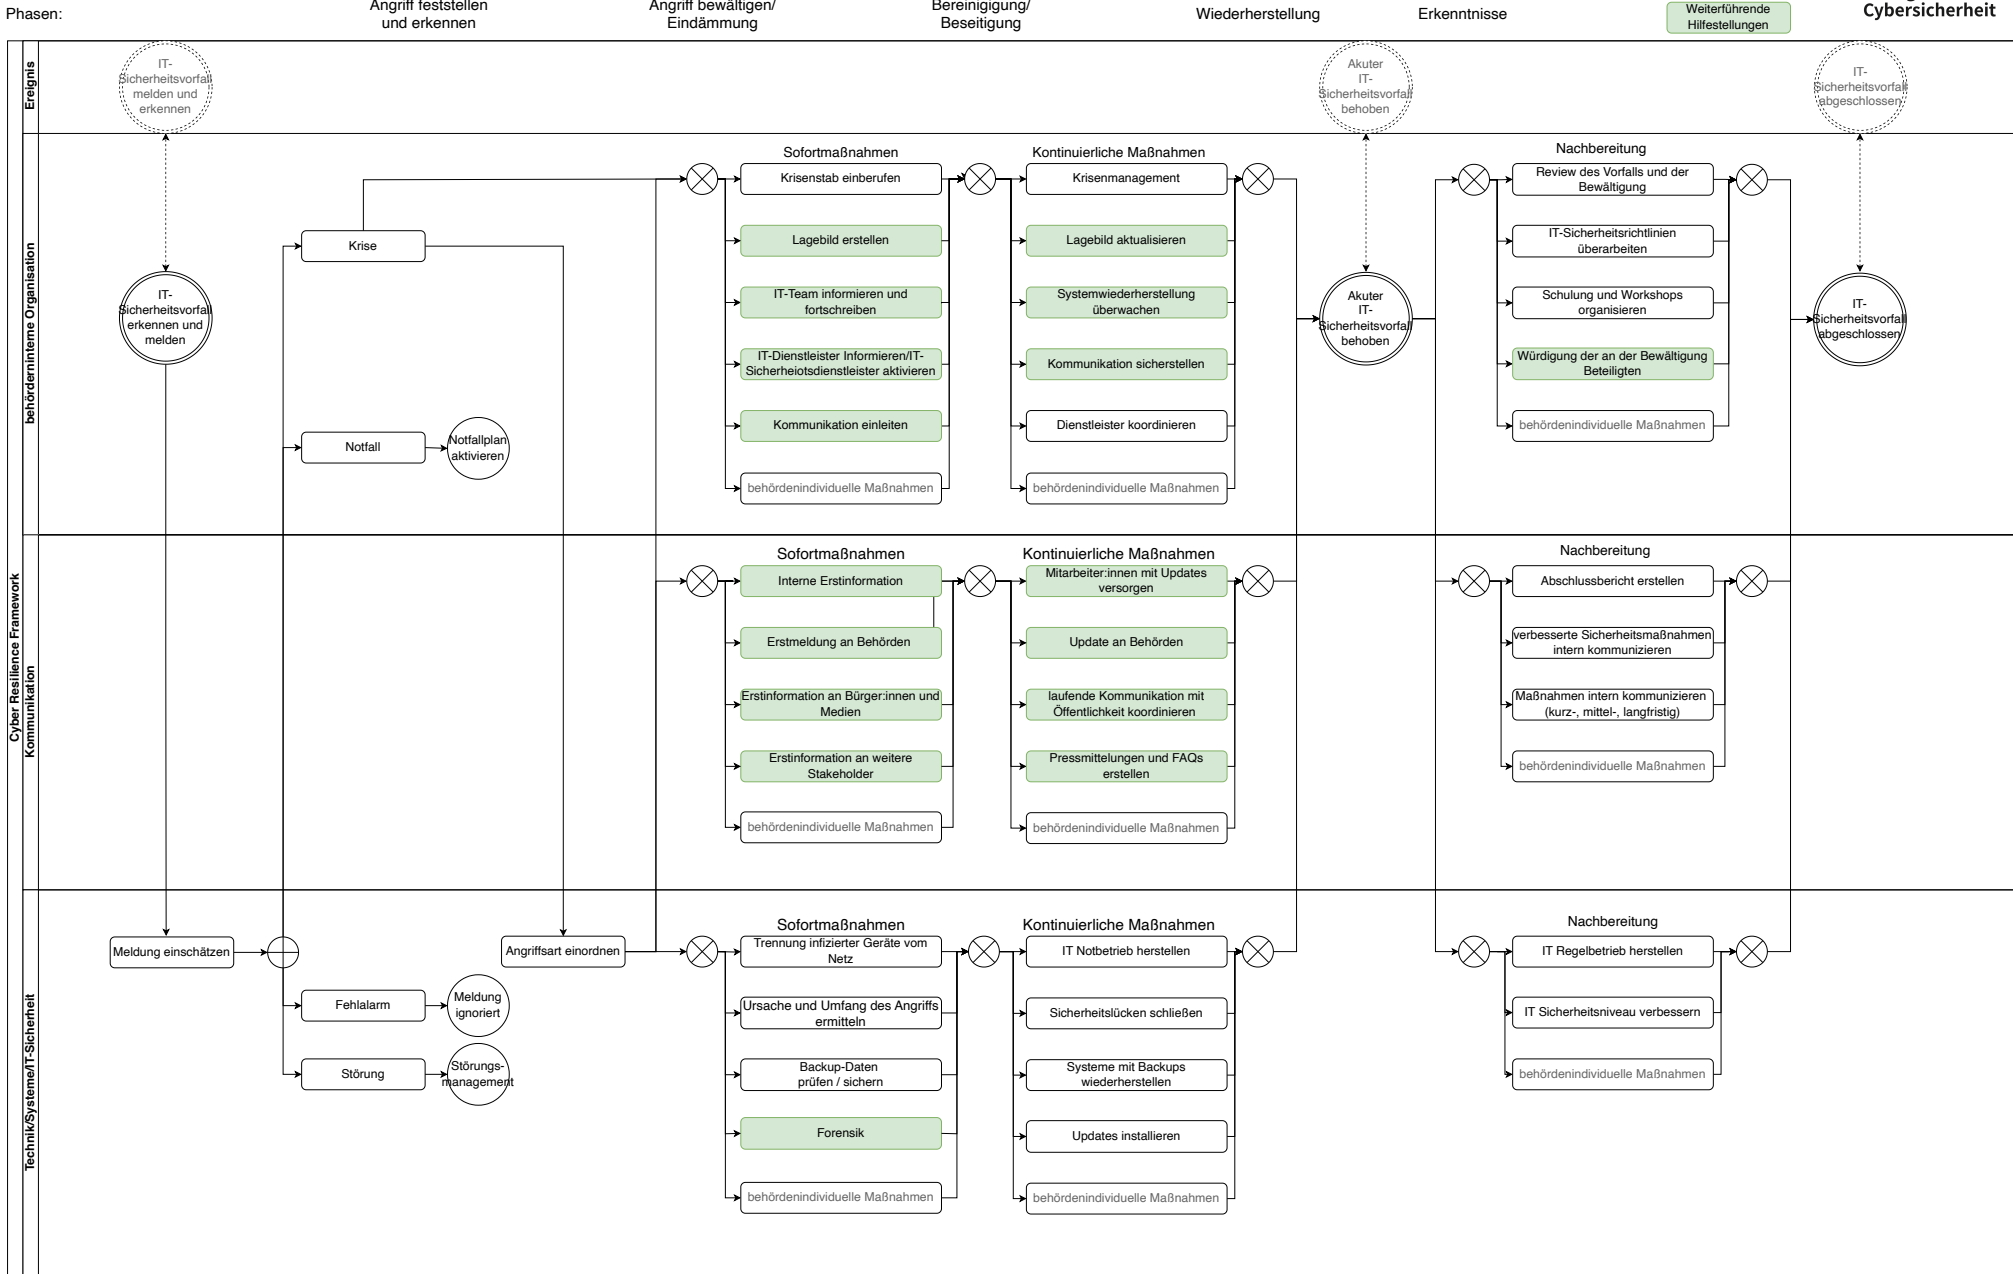 Phasen:
Angriff feststellen
und erkennen
Angriff bewältigen/
Eindämmung
Bereinigigung/
Beseitigung
Wiederherstellung
Erkenntnisse
Weiterführende
Hilfestellungen
Cybersicherheit
Cyber Resilience Framework
Ereignis
IT-
Sicherheitsvorfall
melden und
erkennen
Akuter
IT-
Sicherheitsvorfall
behoben
IT-
Sicherheitsvorfall
abgeschlossen
behörderninterne Organisation
IT-
Sicherheitsvorfall
erkennen und
melden
Krise
Notfall
Notfallplan
aktivieren
Sofortmaßnahmen
Krisenstab einberufen
Lagebild erstellen
IT-Team informieren und
fortschreiben
IT-Dienstleister Informieren/IT-
Sicherheiotsdienstleister aktivieren
Kommunikation einleiten
behördenindividuelle Maßnahmen
Kontinuierliche Maßnahmen
Krisenmanagement
Lagebild aktualisieren
Systemwiederherstellung
überwachen
Kommunikation sicherstellen
Dienstleister koordinieren
behördenindividuelle Maßnahmen
Akuter
IT-
Sicherheitsvorfall
behoben
Nachbereitung
Review des Vorfalls und der
Bewältigung
IT-Sicherheitsrichtlinien
überarbeiten
Schulung und Workshops
organisieren
Würdigung der an der Bewältigung
Beteiligten
behördenindividuelle Maßnahmen
IT-
Sicherheitsvorfall
abgeschlossen
Kommunikation
Sofortmaßnahmen
Interne Erstinformation
Erstmeldung an Behörden
Erstinformation an Bürger:innen und
Medien
Erstinformation an weitere
Stakeholder
behördenindividuelle Maßnahmen
Kontinuierliche Maßnahmen
Mitarbeiter:innen mit Updates
versorgen
Update an Behörden
laufende Kommunikation mit
Öffentlichkeit koordinieren
Pressmittelungen und FAQs
erstellen
behördenindividuelle Maßnahmen
Nachbereitung
Abschlussbericht erstellen
verbesserte Sicherheitsmaßnahmen
intern kommunizieren
Maßnahmen intern kommunizieren
(kurz-, mittel-, langfristig)
behördenindividuelle Maßnahmen
Technik/Systeme/IT-Sicherheit
Meldung einschätzen
Fehlalarm
Meldung
ignoriert
Störung
Störungs-
management
Angriffsart einordnen
Sofortmaßnahmen
Trennung infizierter Geräte vom
Netz
Ursache und Umfang des Angriffs
ermitteln
Backup-Daten
prüfen / sichern
Forensik
behördenindividuelle Maßnahmen
Kontinuierliche Maßnahmen
IT Notbetrieb herstellen
Sicherheitslücken schließen
Systeme mit Backups
wiederherstellen
Updates installieren
behördenindividuelle Maßnahmen
Nachbereitung
IT Regelbetrieb herstellen
IT Sicherheitsniveau verbessern
behördenindividuelle Maßnahmen